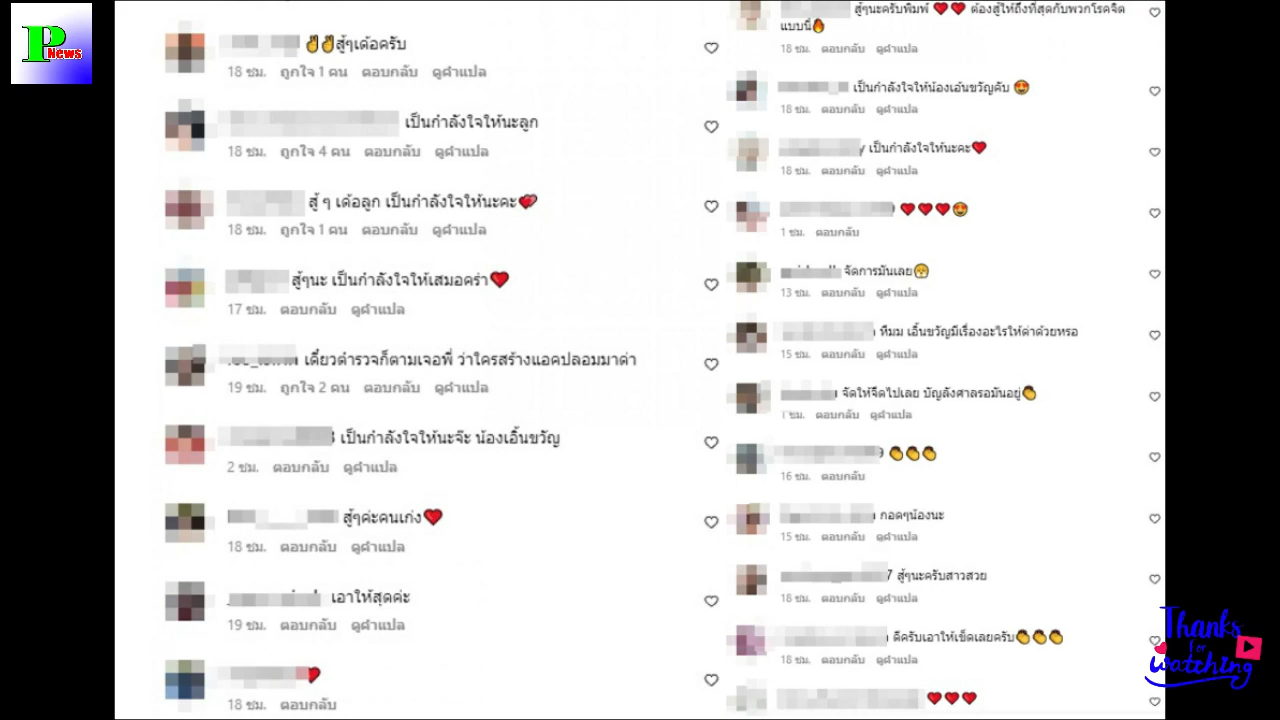 P
News
✌✌สู้ๆเด้อครับ
18 ชม. ถูกใจ 1 คน ตอบกลับ ดูคำแปล
เป็นกำลังใจให้นะลูก
18 ชม. ถูกใจ 4 คน ตอบกลับ ดูคำแปล
สู้ ๆ เด้อลูก เป็นกำลังใจให้นะคะ💕
18 ชม. ถูกใจ 1 คน ตอบกลับ ดูคำแปล
สู้ๆนะ เป็นกำลังใจให้เสมอคร่า❤
17 ชม. ตอบกลับ ดูคำแปล
เดี๋ยวตำรวจก็ตามเจอพี่ ว่าใครสร้างแอคปลอมมาด่า
19 ชม. ถูกใจ 2 คน ตอบกลับ ดูคำแปล
เป็นกำลังใจให้นะจ๊ะ น้องเอิ้นขวัญ
2 ชม. ตอบกลับ ดูคำแปล
สู้ๆค่ะคนเก่ง❤
18 ชม. ตอบกลับ ดูคำแปล
เอาให้สุดค่ะ
19 ชม. ตอบกลับ ดูคำแปล
❤
18 ชม. ตอบกลับ
สู้ๆนะครับพิมพ์ ❤❤ ต้องสู้ให้ถึงที่สุดกับพวกโรคจิต
แบบนี้🔥
18 ชม. ตอบกลับ ดูคำแปล
เป็นกำลังใจให้น้องเอ้นขวัญคับ 😍
18 ชม. ตอบกลับ ดูคำแปล
เป็นกำลังใจให้นะคะ❤
18 ชม. ตอบกลับ ดูคำแปล
❤❤❤😍
1 ชม. ตอบกลับ
จัดการมันเลย😤
13 ชม. ตอบกลับ ดูคำแปล
หืมม เอิ้นขวัญมีเรื่องอะไรให้ด่าด้วยหรอ
15 ชม. ตอบกลับ ดูคำแปล
จัดให้จึดไปเลย บัญลังศาลรอมันอยู่👏
1 ชม. ตอบกลับ ดูคำแปล
👏👏👏
16 ชม. ตอบกลับ
กอดๆน้องนะ
15 ชม. ตอบกลับ ดูคำแปล
สู้ๆนะครับสาวสวย
18 ชม. ตอบกลับ ดูคำแปล
ดีครับเอาให้เข็ดเลยครับ👏👏👏
18 ชม. ตอบกลับ ดูคำแปล
❤❤❤
Thanks
for
watching